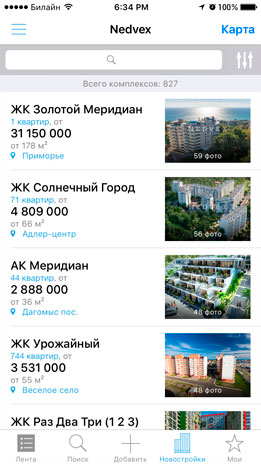 Билайн 6:34 PM 100%
Nedvex Карта
Всего комплексов: 827
ЖК Золотой Меридиан
1 квартир, от
31 150 000
от 178 м²
Приморье
NEDVEX
59 фото
ЖК Солнечный Город
71 квартир, от
4 809 000
от 66 м²
Адлер-центр
56 фото
АК Меридиан
44 квартир, от
2 888 000
от 36 м²
Дагомыс пос.
48 фото
ЖК Урожайный
744 квартир, от
3 531 000
от 55 м²
Веселое село
48 фото
ЖК Раз Два Три (1 2 3)
Лента Поиск Добавить Новостройки Мои